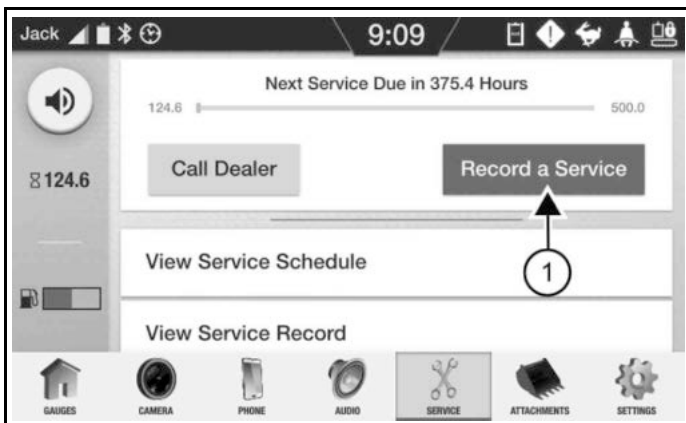 Jack 9:09
Next Service Due in 375.4 Hours
124.6 500.0
Call Dealer Record a Service
124.6
1
View Service Schedule
View Service Record
GAUGES CAMERA PHONE AUDIO SERVICE ATTACHMENTS SETTINGS